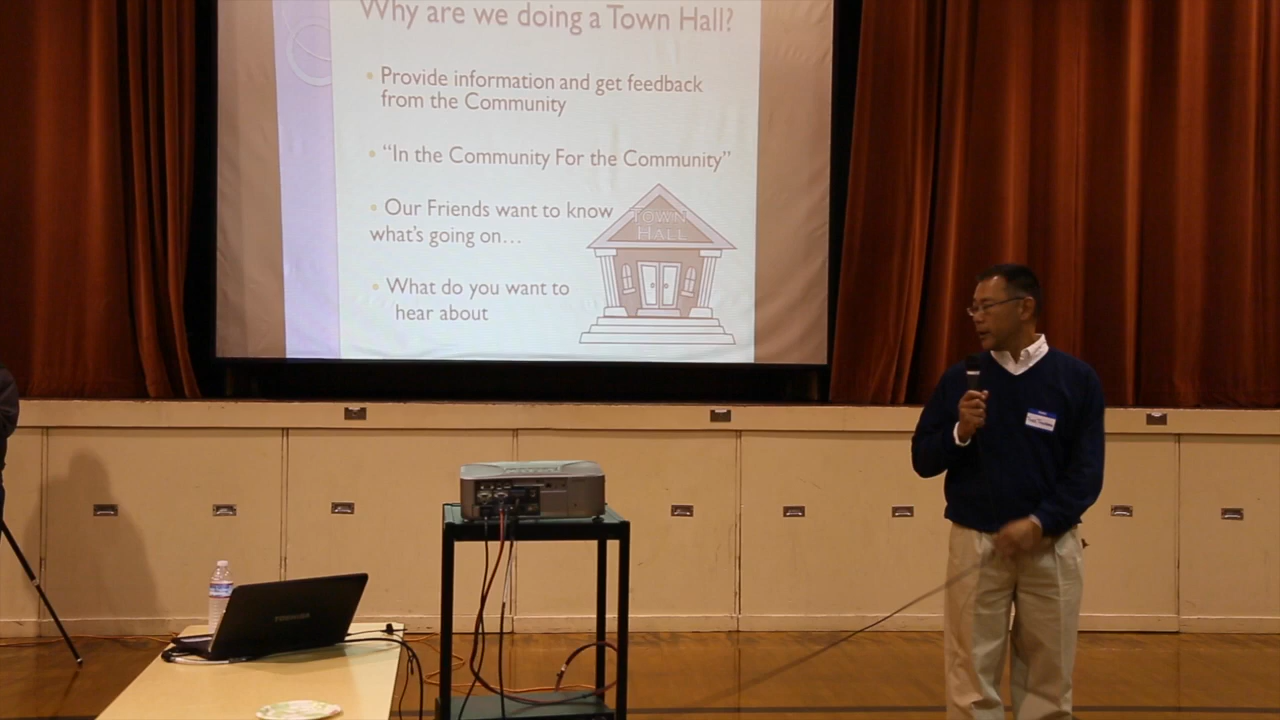 Why are we doing a Town Hall?
• Provide information and get feedback
from the Community
• “In the Community For the Community”
• Our Friends want to know
what's going on...
• What do you want to
hear about
TOWN
HALL
TOSHIBA